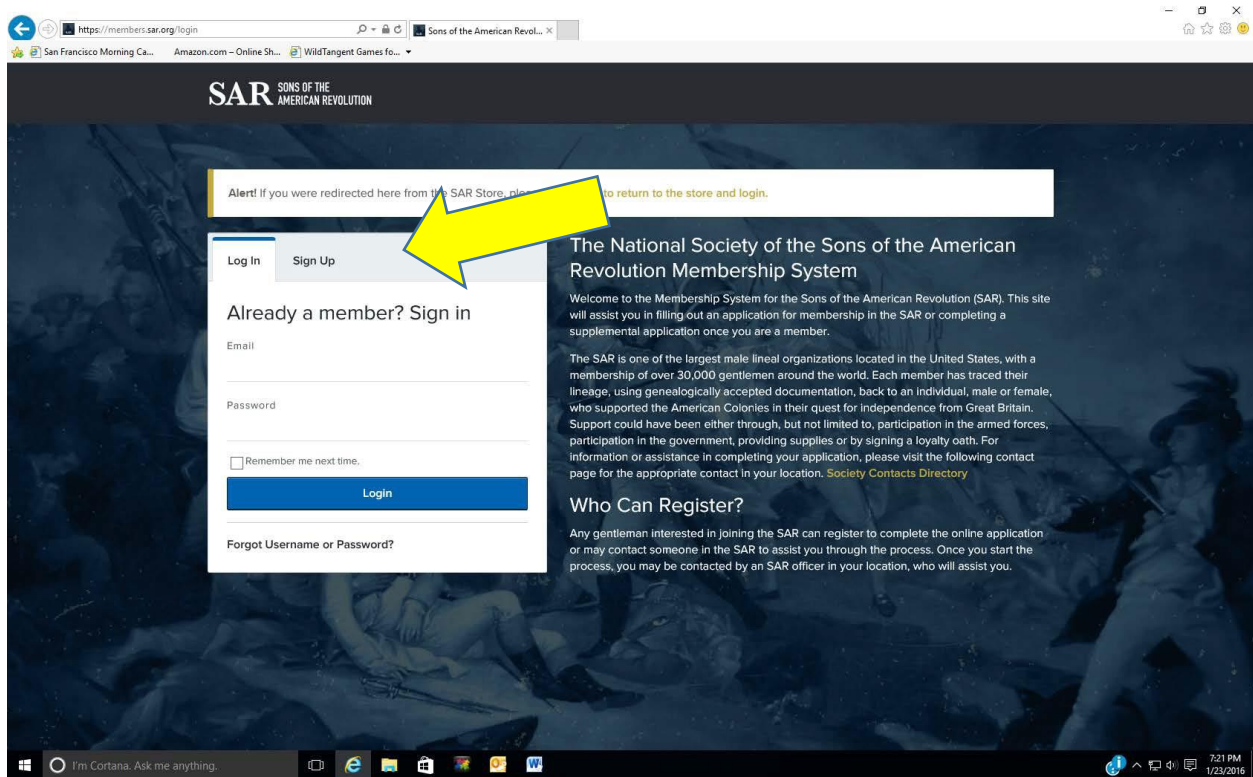 https://members.sar.org/login
Sons of the American Revol...
San Francisco Morning Ca...
Amazon.com – Online Sh...
WildTangent Games fo...
SAR SONS OF THE
AMERICAN REVOLUTION
Alert! If you were redirected here from the SAR Store, to return to the store and login.
Log In
Sign Up
Already a member? Sign in
Email
Password
Remember me next time.
Login
Forgot Username or Password?
The National Society of the Sons of the American
Revolution Membership System
Welcome to the Membership System for the Sons of the American Revolution (SAR). This site
will assist you in filling out an application for membership in the SAR or completing a
supplemental application once you are a member.
The SAR is one of the largest male lineal organizations located in the United States, with a
membership of over 30,000 gentlemen around the world. Each member has traced their
lineage, using genealogically accepted documentation, back to an individual, male or female,
who supported the American Colonies in their quest for independence from Great Britain.
Support could have been either through, but not limited to, participation in the armed forces,
participation in the government, providing supplies or by signing a loyalty oath. For
information or assistance in completing your application, please visit the following contact
page for the appropriate contact in your location. Society Contacts Directory
Who Can Register?
Any gentleman interested in joining the SAR can register to complete the online application
or may contact someone in the SAR to assist you through the process. Once you start the
process, you may be contacted by an SAR officer in your location, who will assist you.
I'm Cortana. Ask me anything.
7:21 PM
1/23/2016